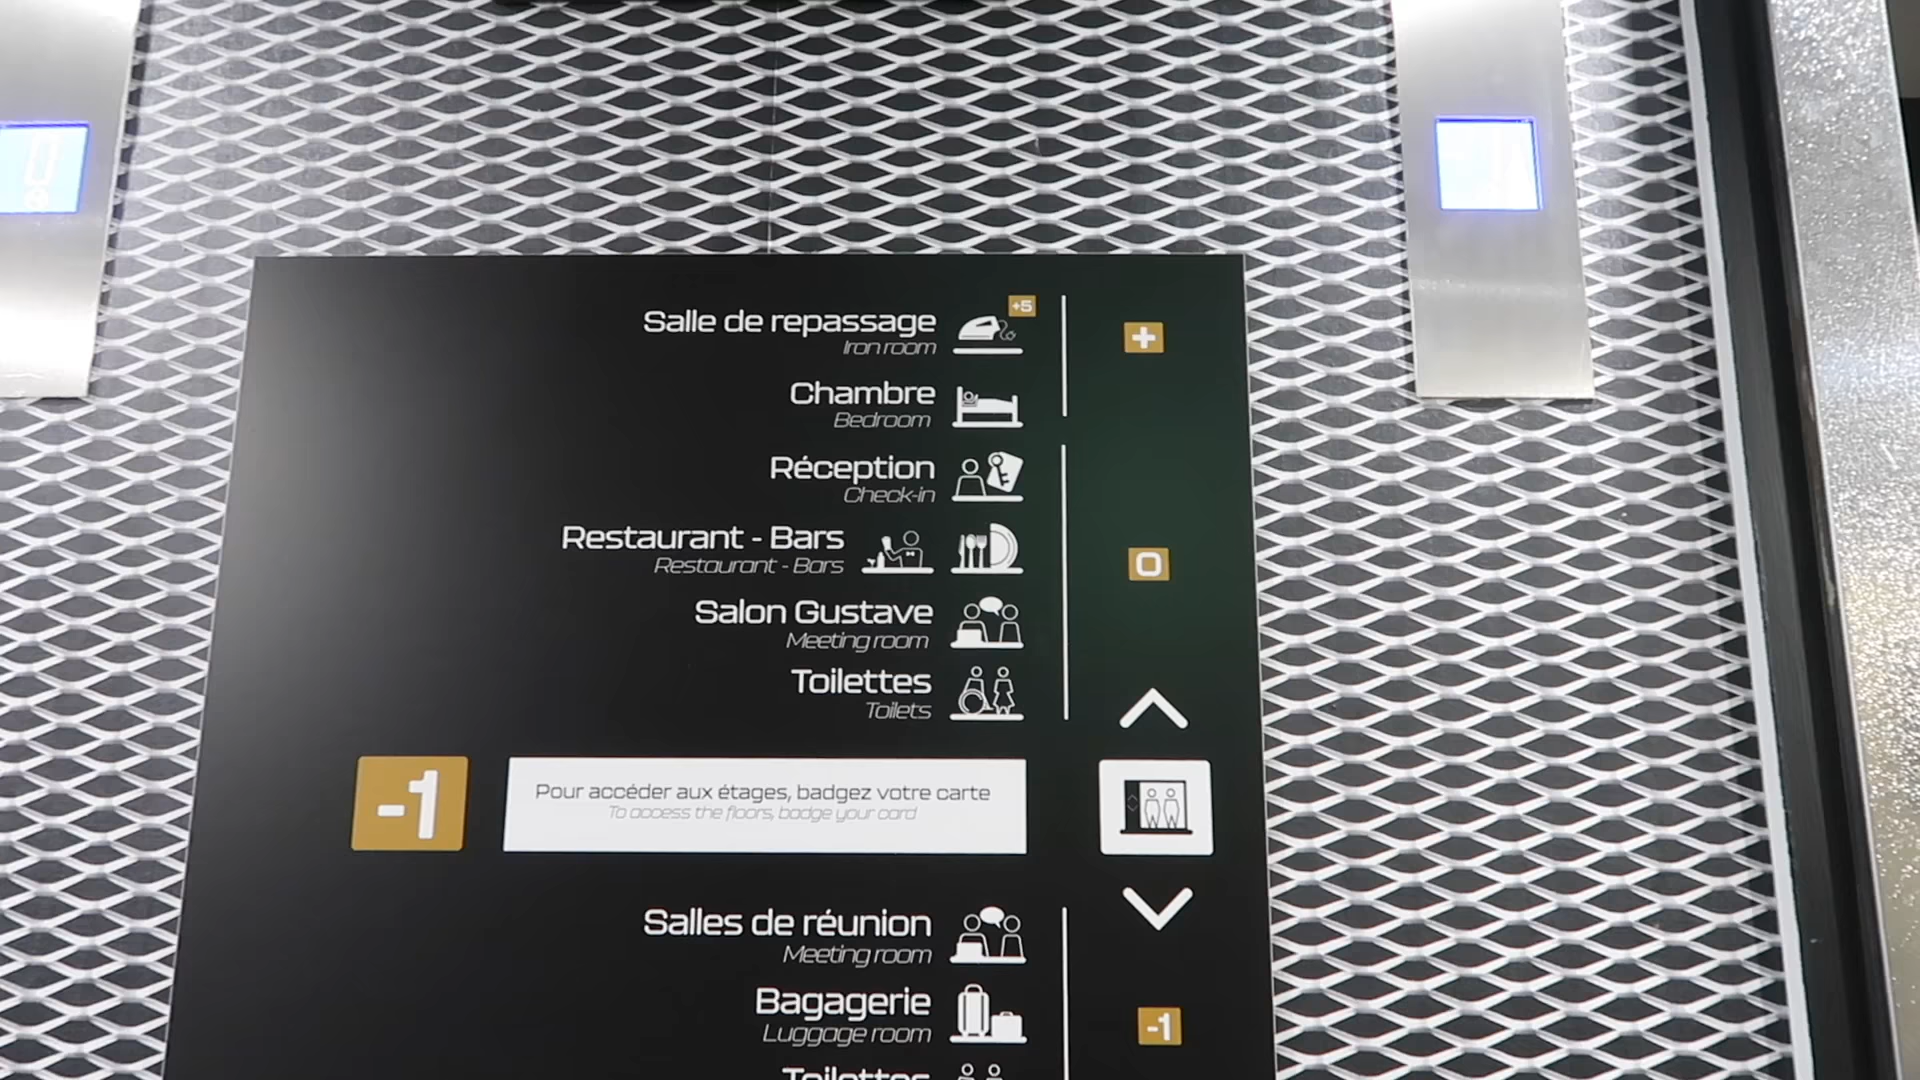 +5
Salle de repassage
Iron room
+
Chambre
Bedroom
Réception
Check-in
Restaurant - Bars
Restaurant - Bars
0
Salon Gustave
Meeting room
Toilettes
Toilets
-1
Pour accéder aux étages, badgez votre carte
To access the floors, badge your card
Salles de réunion
Meeting room
Bagagerie
Luggage room
-1
Toilettes